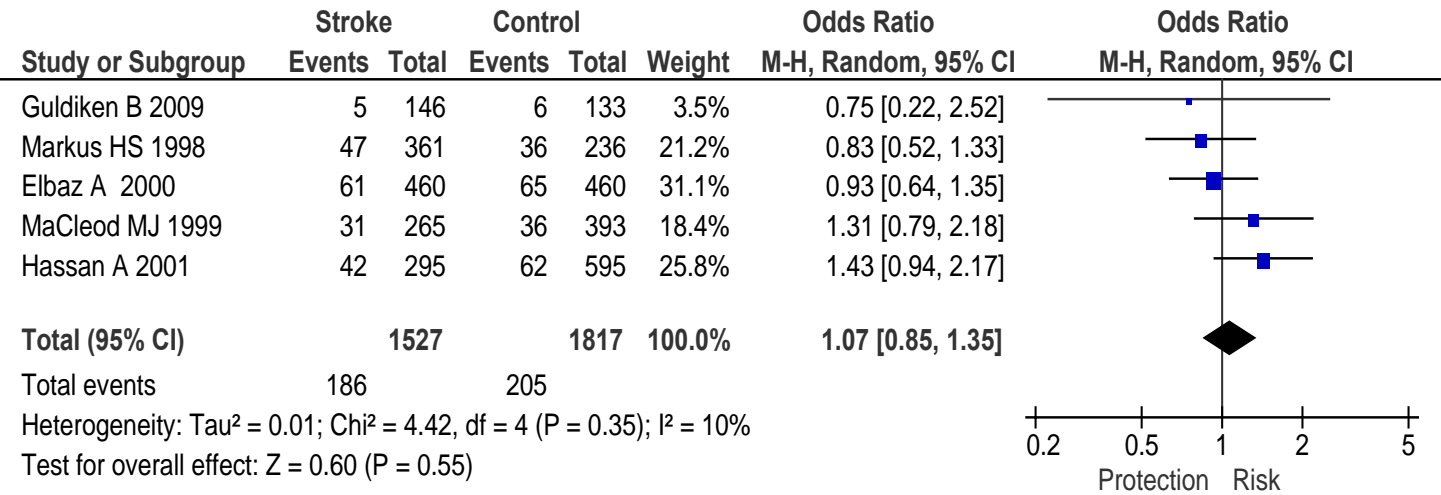 Stroke Control Odds Ratio Odds Ratio
Study or Subgroup Events Total Events Total Weight M-H, Random, 95% CI M-H, Random, 95% CI
Guldiken B 2009 5 146 6 133 3.5% 0.75 [0.22, 2.52]
Markus HS 1998 47 361 36 236 21.2% 0.83 [0.52, 1.33]
Elbaz A 2000 61 460 65 460 31.1% 0.93 [0.64, 1.35]
MaCleod MJ 1999 31 265 36 393 18.4% 1.31 [0.79, 2.18]
Hassan A 2001 42 295 62 595 25.8% 1.43 [0.94, 2.17]
Total (95% CI) 1527 1817 100.0% 1.07 [0.85, 1.35]
Total events 186 205
Heterogeneity: Tau² = 0.01; Chi² = 4.42, df = 4 (P = 0.35); I² = 10%
Test for overall effect: Z = 0.60 (P = 0.55)
0.2 0.5 1 2 5
Protection Risk